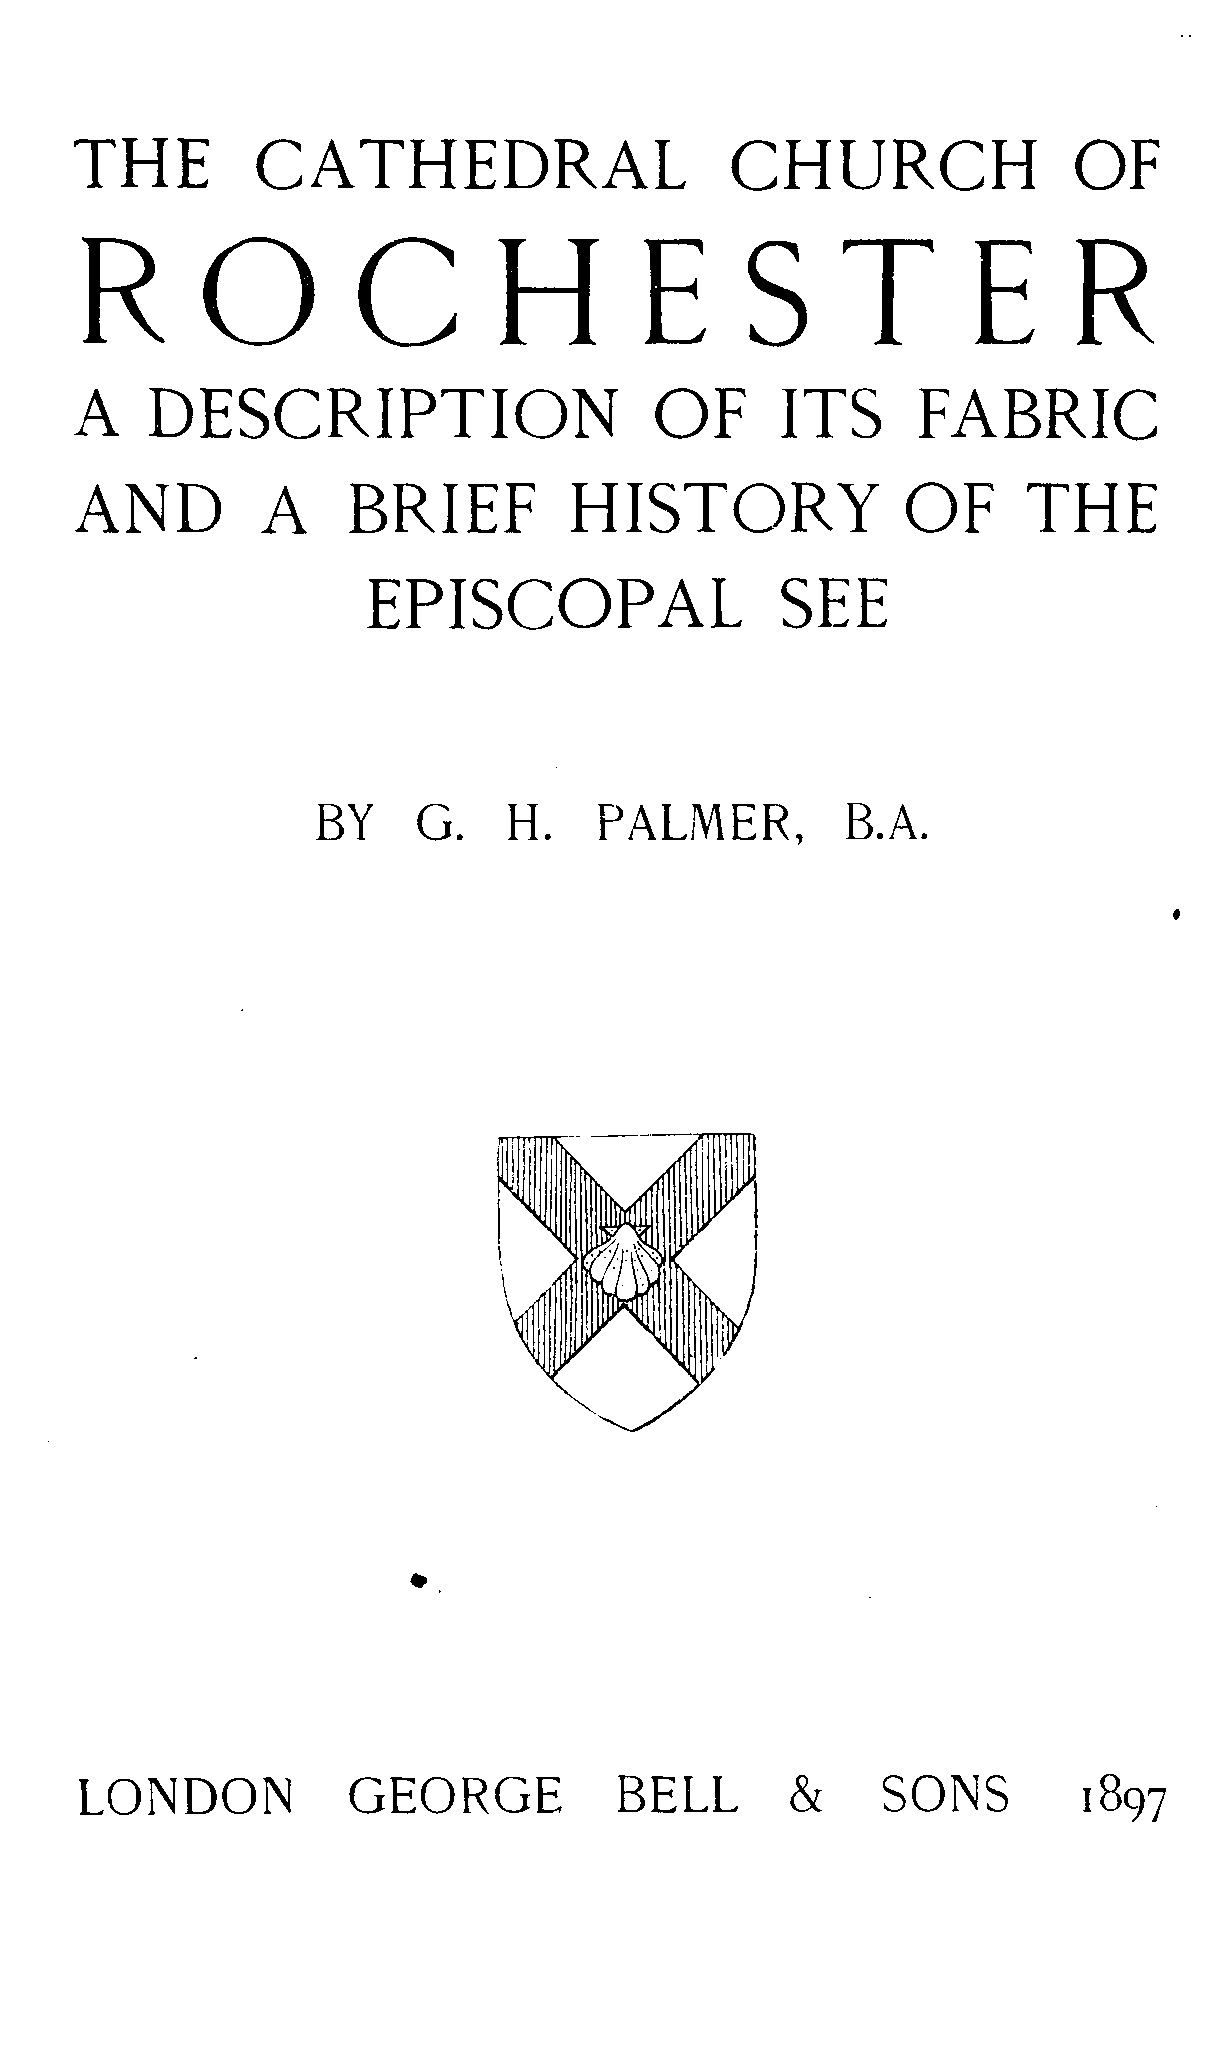 THE CATHEDRAL CHURCH OF
ROCHESTER
A DESCRIPTION OF ITS FABRIC
AND A BRIEF HISTORY OF THE
EPISCOPAL SEE
BY G. H. PALMER, B.A.
LONDON GEORGE BELL & SONS 1897